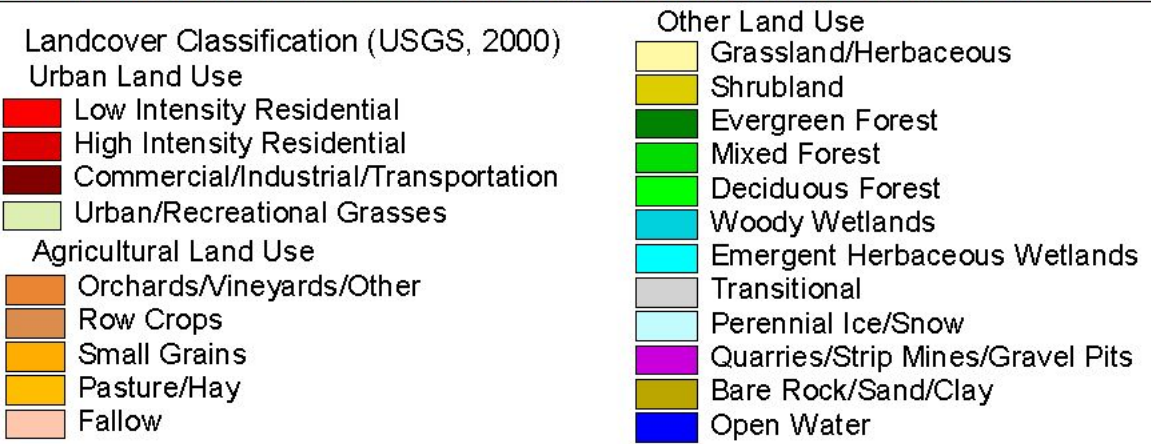 Landcover Classification (USGS, 2000)
Urban Land Use
Low Intensity Residential
High Intensity Residential
Commercial/Industrial/Transportation
Urban/Recreational Grasses
Agricultural Land Use
Orchards/Vineyards/Other
Row Crops
Small Grains
Pasture/Hay
Fallow
Other Land Use
Grassland/Herbaceous
Shrubland
Evergreen Forest
Mixed Forest
Deciduous Forest
Woody Wetlands
Emergent Herbaceous Wetlands
Transitional
Perennial Ice/Snow
Quarries/Strip Mines/Gravel Pits
Bare Rock/Sand/Clay
Open Water